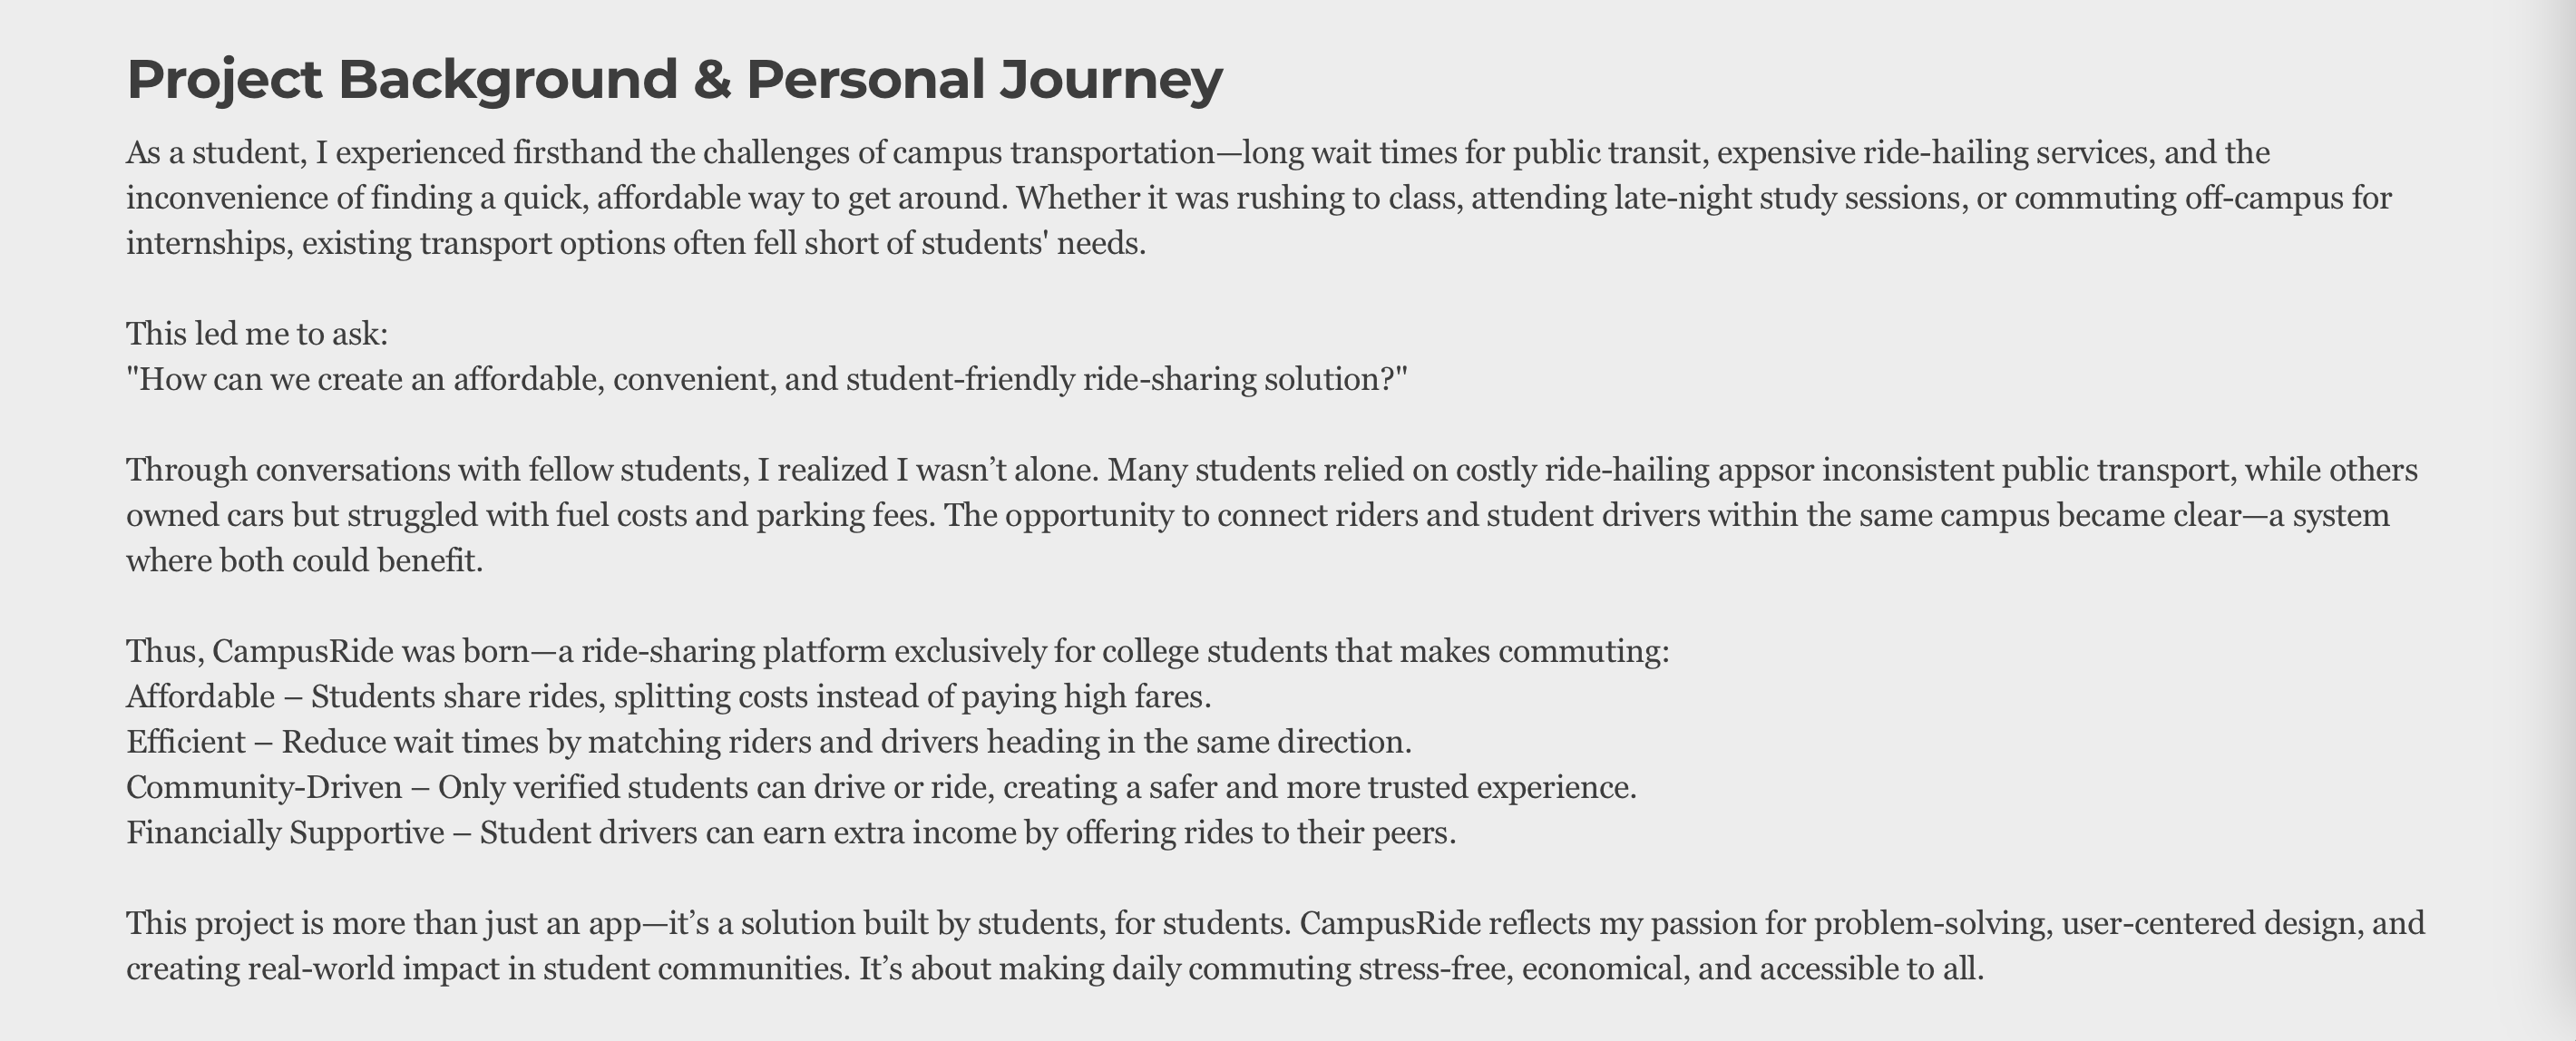 Project Background & Personal Journey
As a student, I experienced firsthand the challenges of campus transportation—long wait times for public transit, expensive ride-hailing services, and the
inconvenience of finding a quick, affordable way to get around. Whether it was rushing to class, attending late-night study sessions, or commuting off-campus for
internships, existing transport options often fell short of students' needs.
This led me to ask:
"How can we create an affordable, convenient, and student-friendly ride-sharing solution?"
Through conversations with fellow students, I realized I wasn’t alone. Many students relied on costly ride-hailing appsor inconsistent public transport, while others
owned cars but struggled with fuel costs and parking fees. The opportunity to connect riders and student drivers within the same campus became clear—a system
where both could benefit.
Thus, CampusRide was born—a ride-sharing platform exclusively for college students that makes commuting:
Affordable – Students share rides, splitting costs instead of paying high fares.
Efficient – Reduce wait times by matching riders and drivers heading in the same direction.
Community-Driven – Only verified students can drive or ride, creating a safer and more trusted experience.
Financially Supportive – Student drivers can earn extra income by offering rides to their peers.
This project is more than just an app—it’s a solution built by students, for students. CampusRide reflects my passion for problem-solving, user-centered design, and
creating real-world impact in student communities. It’s about making daily commuting stress-free, economical, and accessible to all.